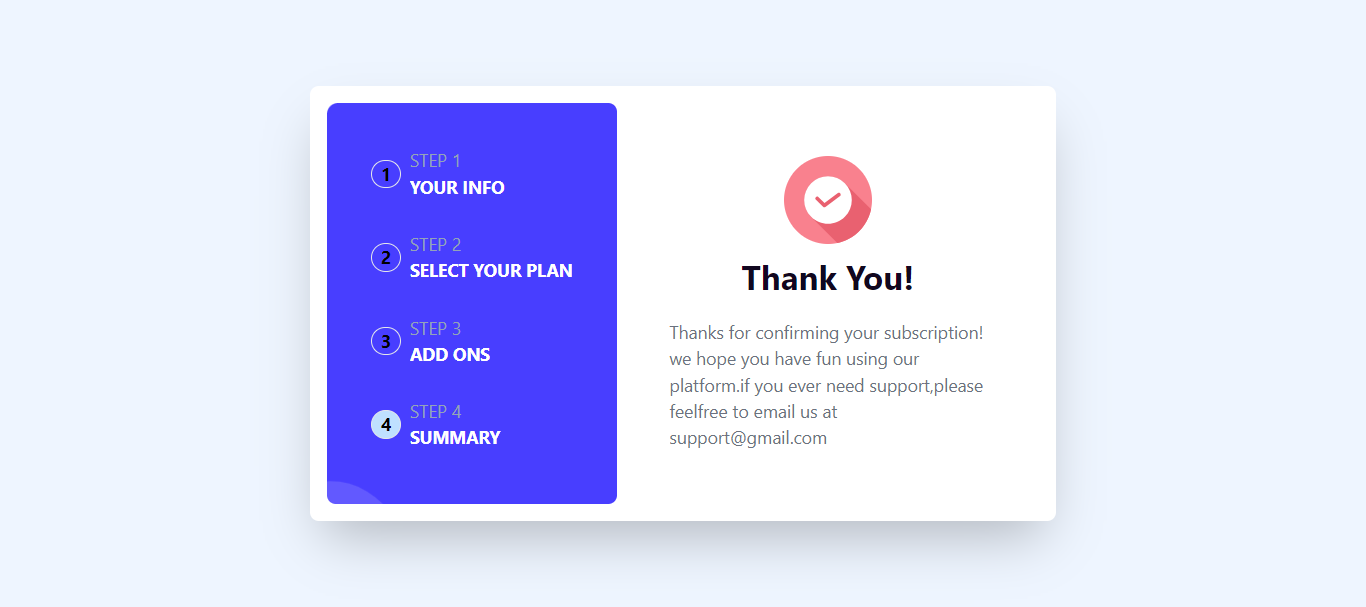 1
STEP 1
YOUR INFO
2
STEP 2
SELECT YOUR PLAN
3
STEP 3
ADD ONS
4
STEP 4
SUMMARY
Thank You!
Thanks for confirming your subscription!
we hope you have fun using our
platform.if you ever need support,please
feelfree to email us at
support@gmail.com